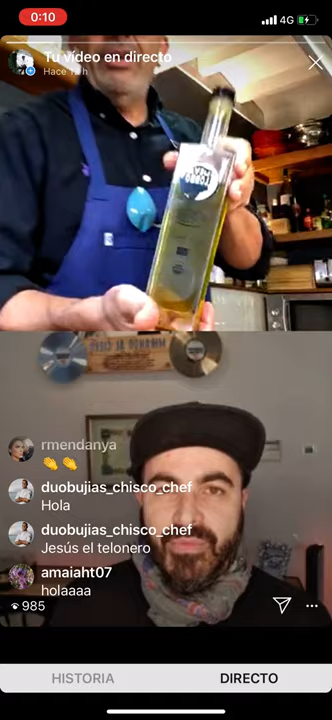 0:10
4G
Tu vídeo en directo
Hace
h
rmendanya
👏👏
duobujias_chisco_chef
Hola
duobujias_chisco_chef
Jesús el telonero
amaiaht07
holaaaa
985
HISTORIA
DIRECTO